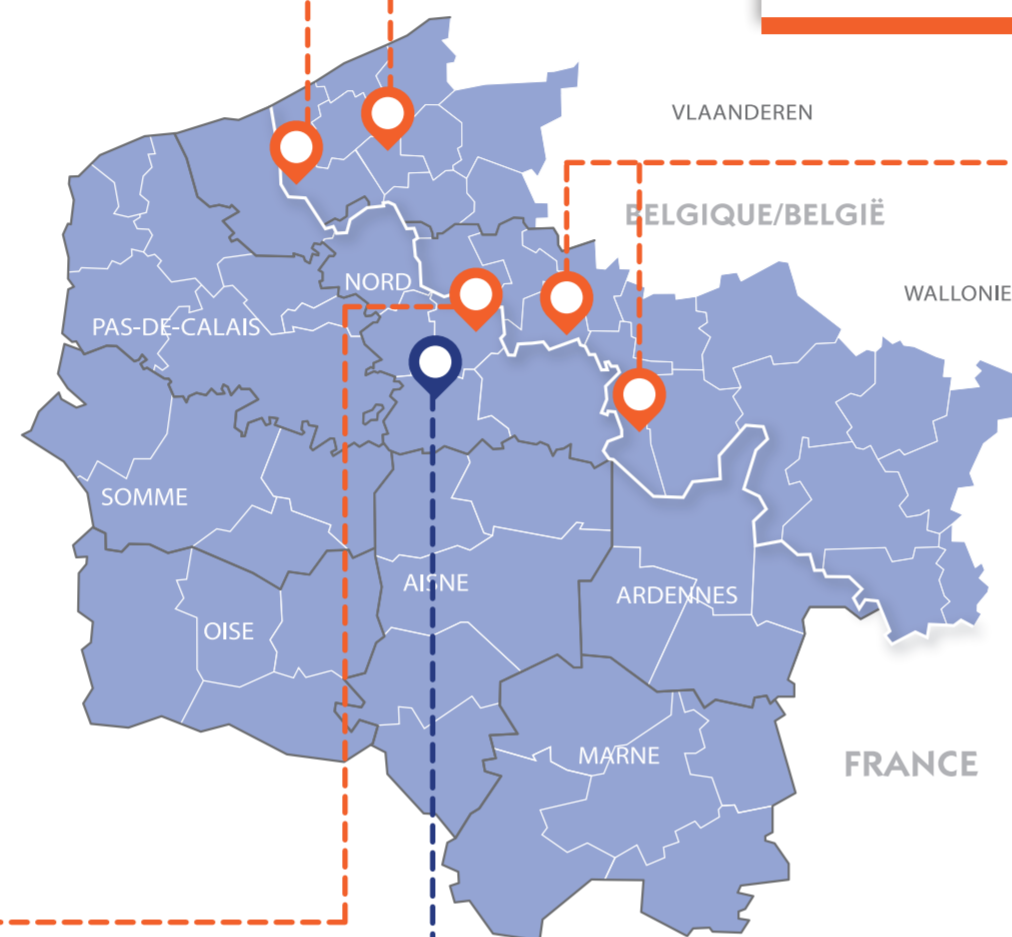 VLAANDEREN
BELGIQUE/BELGIË
NORD
WALLONIE
PAS-DE-CALAIS
SOMME
AISNE
ARDENNES
OISE
MARNE
FRANCE